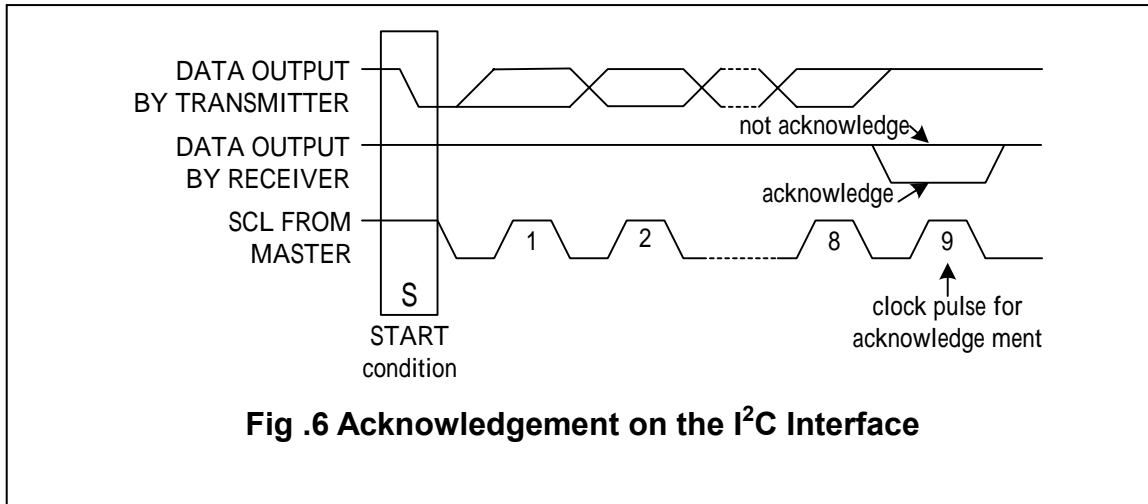 DATA OUTPUT
BY TRANSMITTER
not acknowledge
DATA OUTPUT
BY RECEIVER
acknowledge
SCL FROM
MASTER
1
2
8
9
S
START
condition
clock pulse for
acknowledge ment
Fig .6 Acknowledgement on the I²C Interface